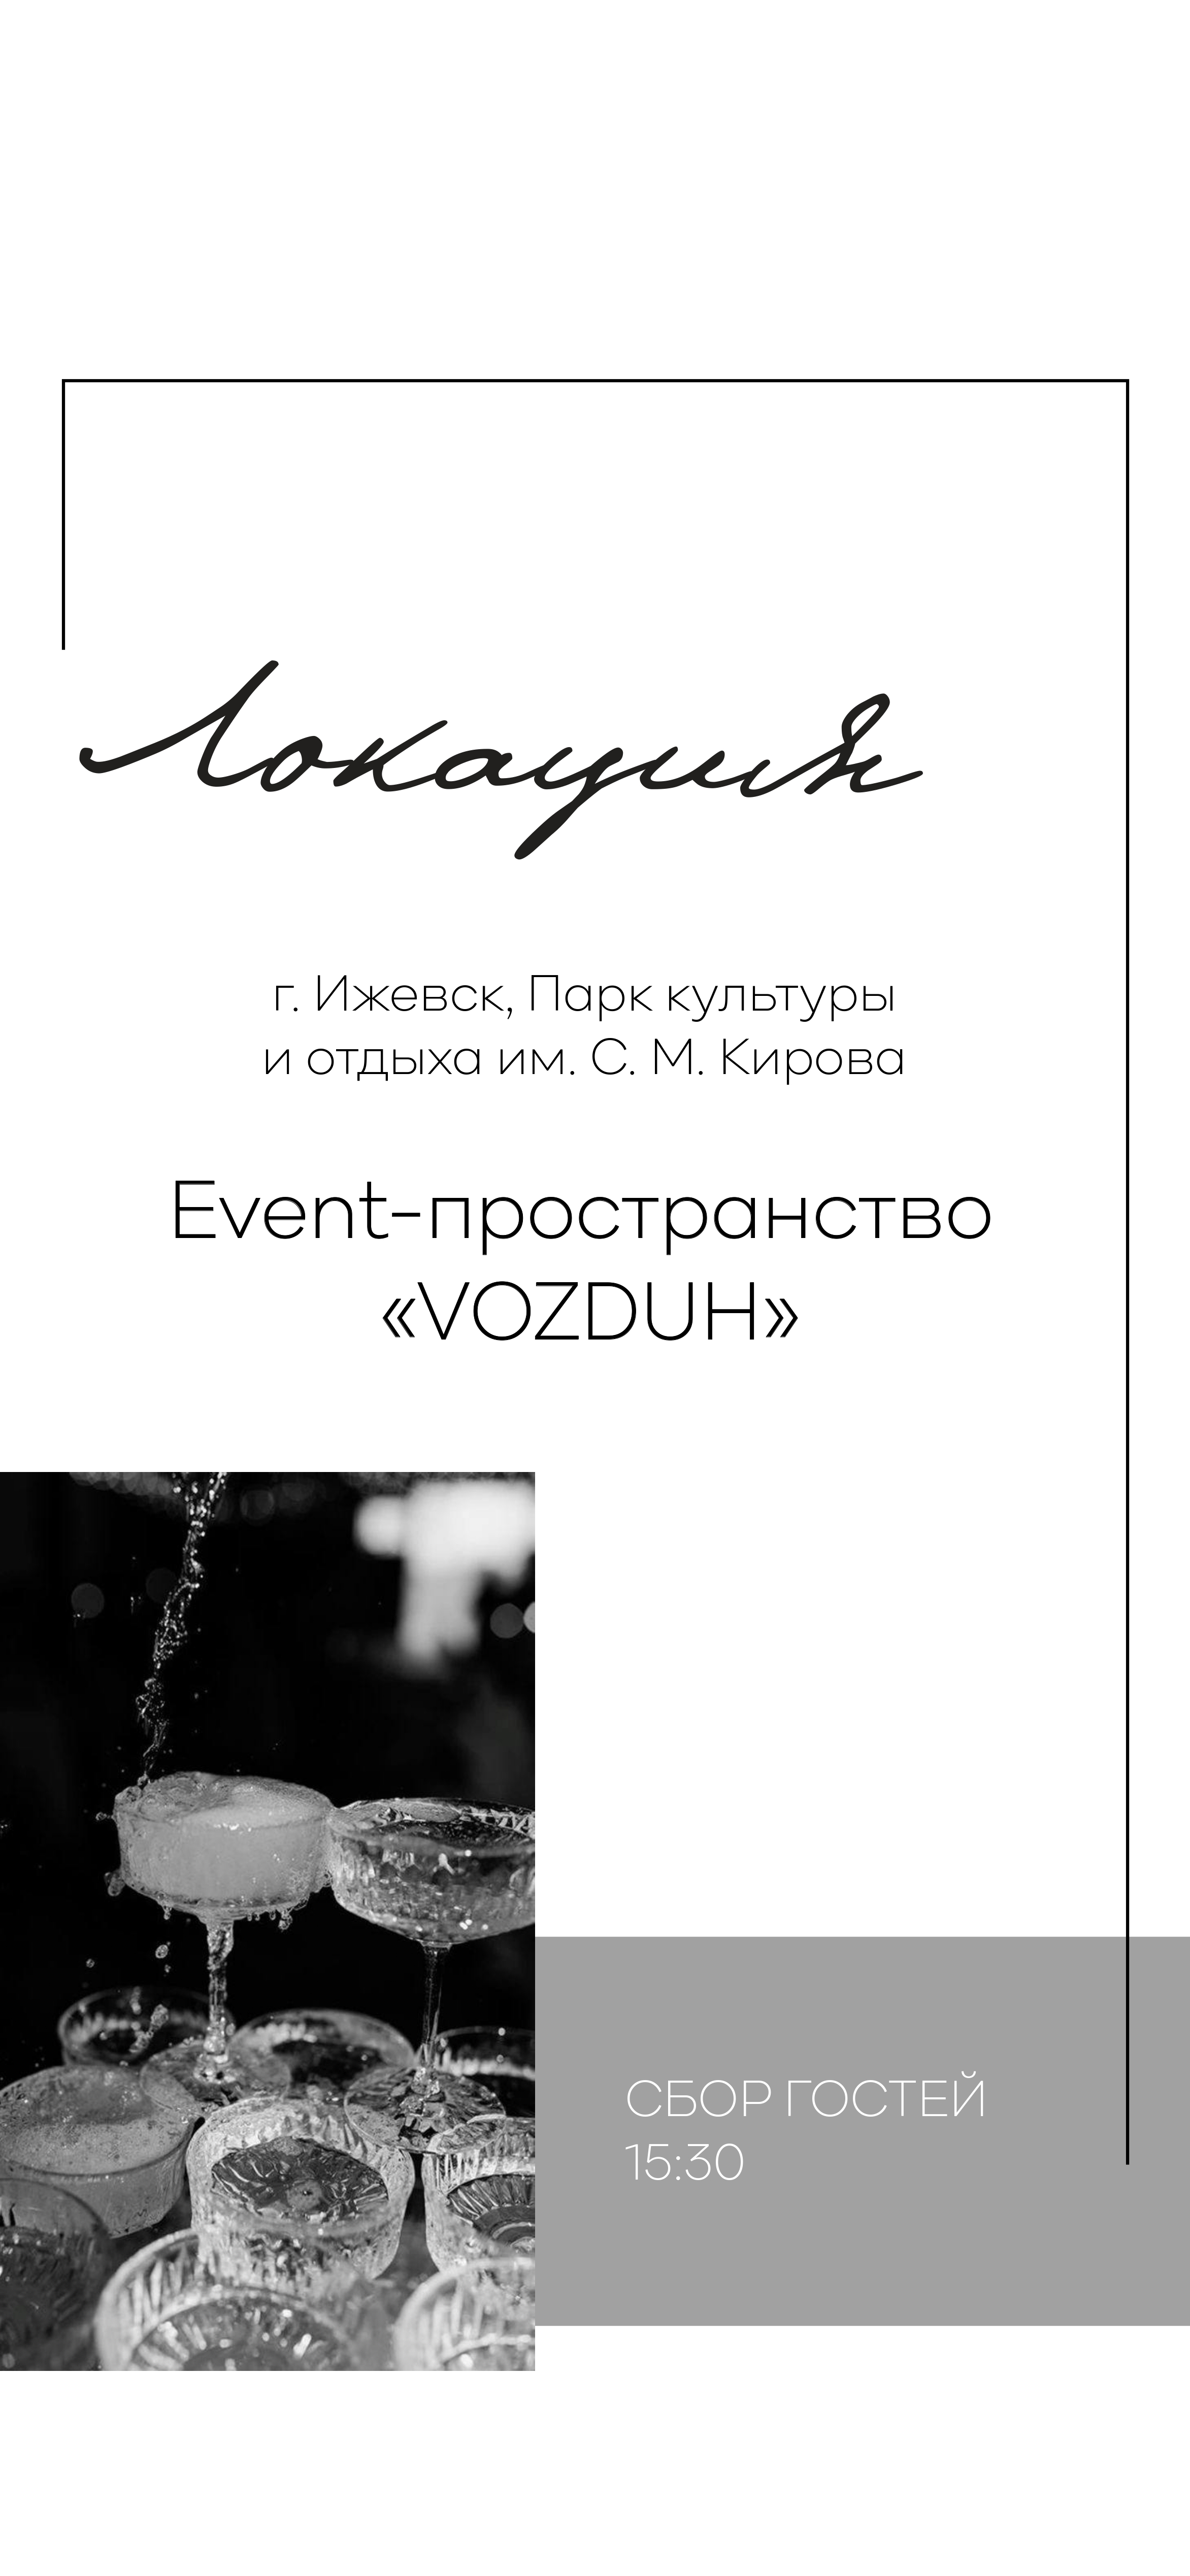 Локация
г. Ижевск, Парк культуры
и отдыха им. С. М. Кирова
Event-пространство
«VOZDUH»
СБОР ГОСТЕЙ
15:30